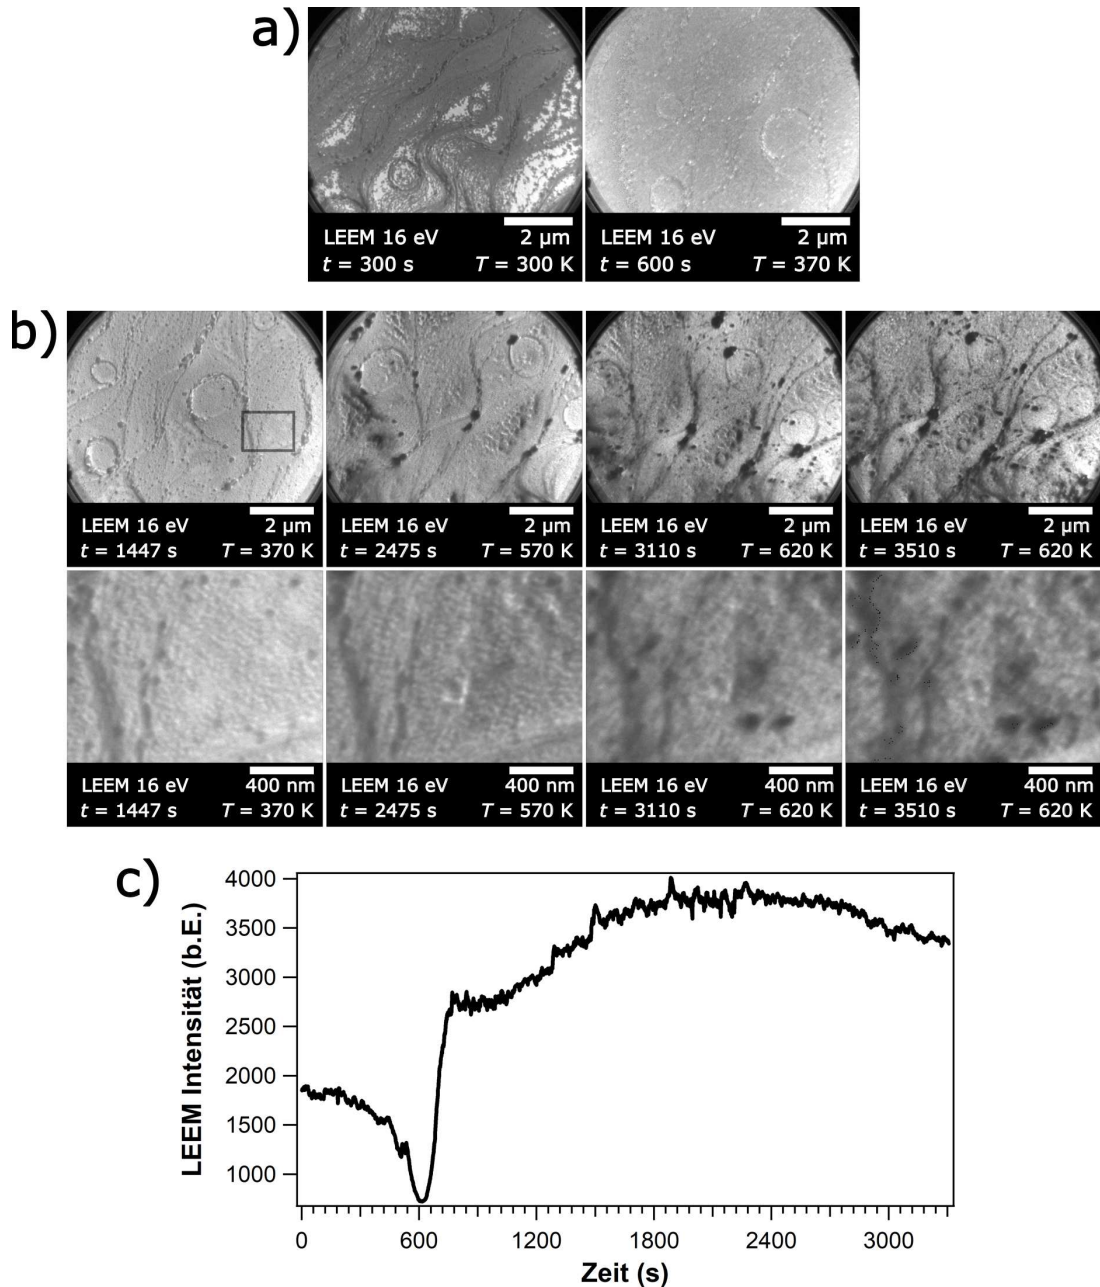 a)
LEEM 16 eV 2 µm
t = 300 s T = 300 K
LEEM 16 eV 2 µm
t = 600 s T = 370 K
b)
LEEM 16 eV 2 µm
t = 1447 s T = 370 K
LEEM 16 eV 2 µm
t = 2475 s T = 570 K
LEEM 16 eV 2 µm
t = 3110 s T = 620 K
LEEM 16 eV 2 µm
t = 3510 s T = 620 K
LEEM 16 eV 400 nm
t = 1447 s T = 370 K
LEEM 16 eV 400 nm
t = 2475 s T = 570 K
LEEM 16 eV 400 nm
t = 3110 s T = 620 K
LEEM 16 eV 400 nm
t = 3510 s T = 620 K
c)
LEEM Intensität (b.E.)
4000
3500
3000
2500
2000
1500
1000
0 600 1200 1800 2400 3000
Zeit (s)